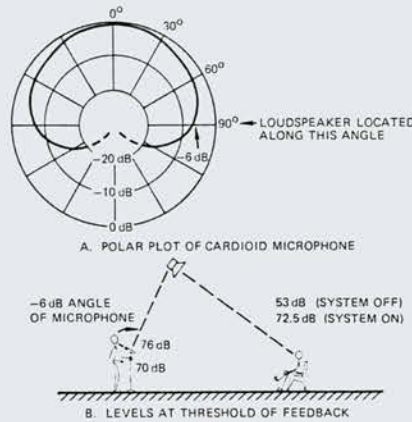 0°
30°
60°
90°
LOUDSPEAKER LOCATED
ALONG THIS ANGLE
−6 dB
−20 dB
−10 dB
0 dB
A. POLAR PLOT OF CARDIOID MICROPHONE
−6 dB ANGLE
OF MICROPHONE
53 dB (SYSTEM OFF)
72.5 dB (SYSTEM ON)
76 dB
70 dB
B. LEVELS AT THRESHOLD OF FEEDBACK